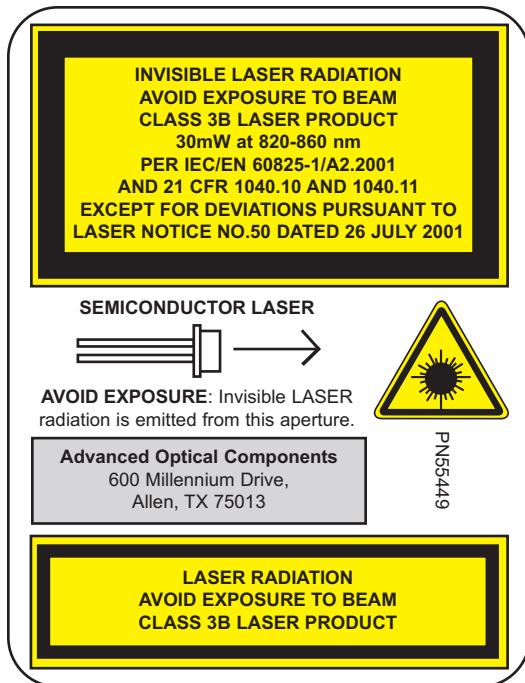 INVISIBLE LASER RADIATION
AVOID EXPOSURE TO BEAM
CLASS 3B LASER PRODUCT
30mW at 820-860 nm
PER IEC/EN 60825-1/A2.2001
AND 21 CFR 1040.10 AND 1040.11
EXCEPT FOR DEVIATIONS PURSUANT TO
LASER NOTICE NO.50 DATED 26 JULY 2001
SEMICONDUCTOR LASER
AVOID EXPOSURE: Invisible LASER
radiation is emitted from this aperture.
PN55449
Advanced Optical Components
600 Millennium Drive,
Allen, TX 75013
LASER RADIATION
AVOID EXPOSURE TO BEAM
CLASS 3B LASER PRODUCT